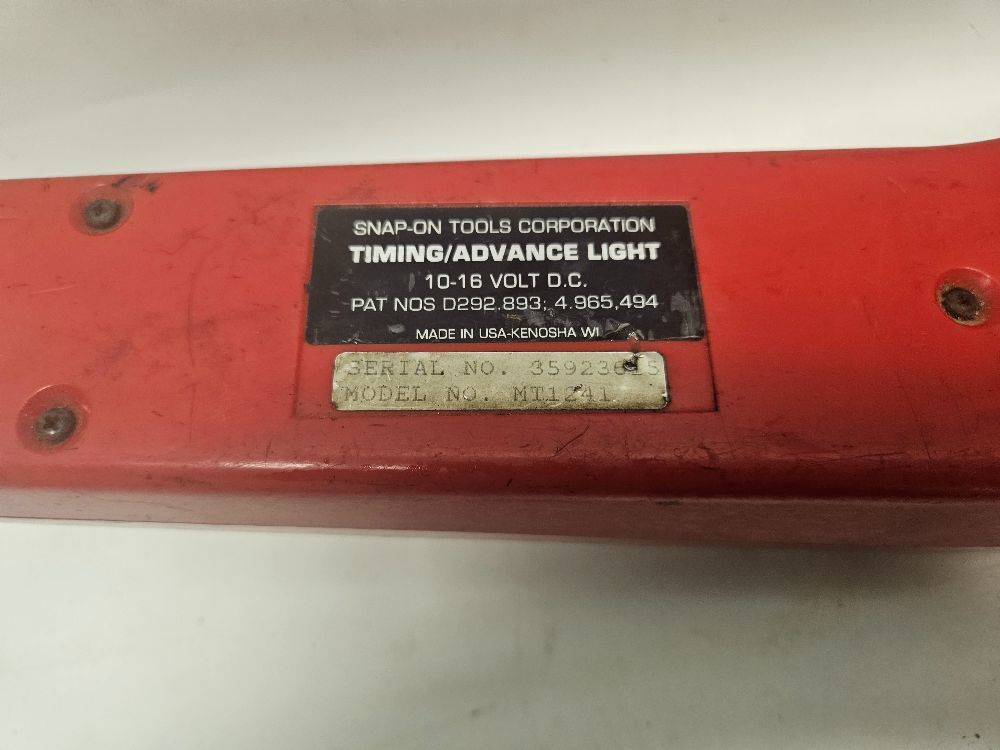 SNAP-ON TOOLS CORPORATION
TIMING/ADVANCE LIGHT
10-16 VOLT D.C.
PAT NOS D292,893; 4,965,494
MADE IN USA-KENOSHA WI
SERIAL NO.
MODEL NO. MT1241